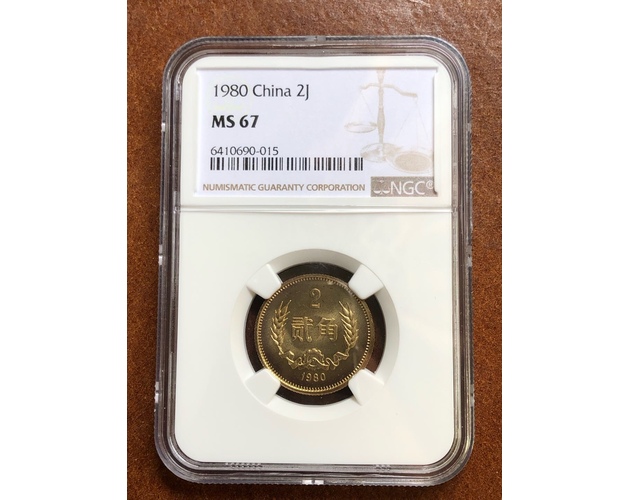 1980 China 2J
MS 67
6410690-015
NUMISMATIC GUARANTY CORPORATION NGC®
2
贰角
1980